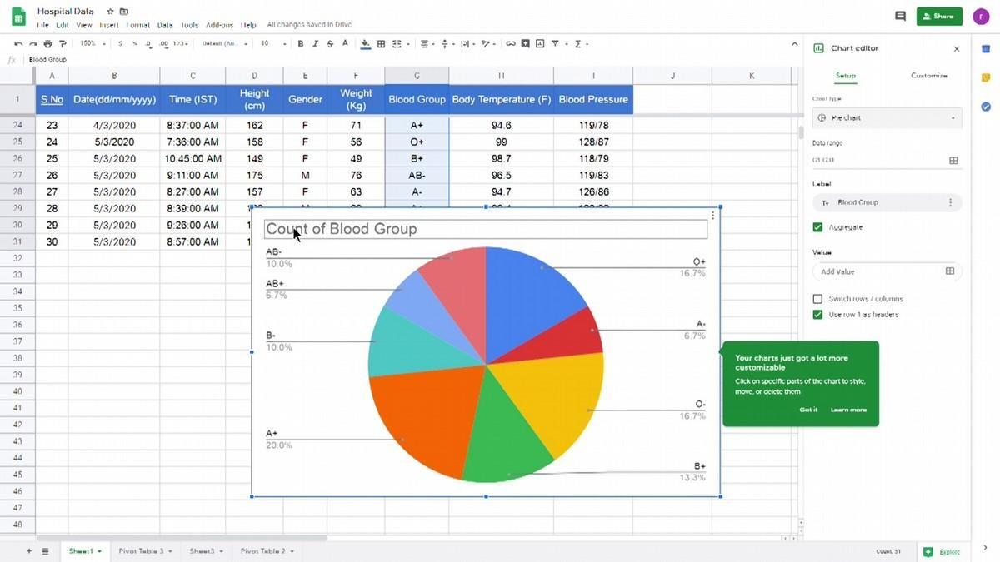 Hospital Data
File Edit View Insert Format Data Tools Add-ons Help All changes saved in Drive
Share
r
150% $ % .0 .00 123 Default (Ari... 10 B I S A
fx Blood Group
A B C D E F G H I J K
1 S.No Date(dd/mm/yyyy) Time (IST) Height (cm) Gender Weight (Kg) Blood Group Body Temperature (F) Blood Pressure
24 23 4/3/2020 8:37:00 AM 162 F 71 A+ 94.6 119/78
25 24 5/3/2020 7:36:00 AM 158 F 56 O+ 99 128/87
26 25 5/3/2020 10:45:00 AM 149 F 49 B+ 98.7 118/79
27 26 5/3/2020 9:11:00 AM 175 M 76 AB- 96.5 119/83
28 27 5/3/2020 8:27:00 AM 157 F 63 A- 94.7 126/86
29 28 5/3/2020 8:39:00 AM
30 29 5/3/2020 9:26:00 AM 1
31 30 5/3/2020 8:57:00 AM 1
32
33
34
35
36
37
38
39
40
41
42
43
44
45
46
47
48
Count of Blood Group
AB-
10.0%
AB+
6.7%
B-
10.0%
A+
20.0%
O+
16.7%
A-
6.7%
O-
16.7%
B+
13.3%
Chart editor
Setup Customize
Chart type
Pie chart
Data range
G1:G31
Label
Tт Blood Group
Aggregate
Value
Add Value
Switch rows / columns
Use row 1 as headers
Your charts just got a lot more
customizable
Click on specific parts of the chart to style,
move, or delete them
Got it Learn more
Sheet1 Pivot Table 3 Sheet3 Pivot Table 2
Count: 31
Explore